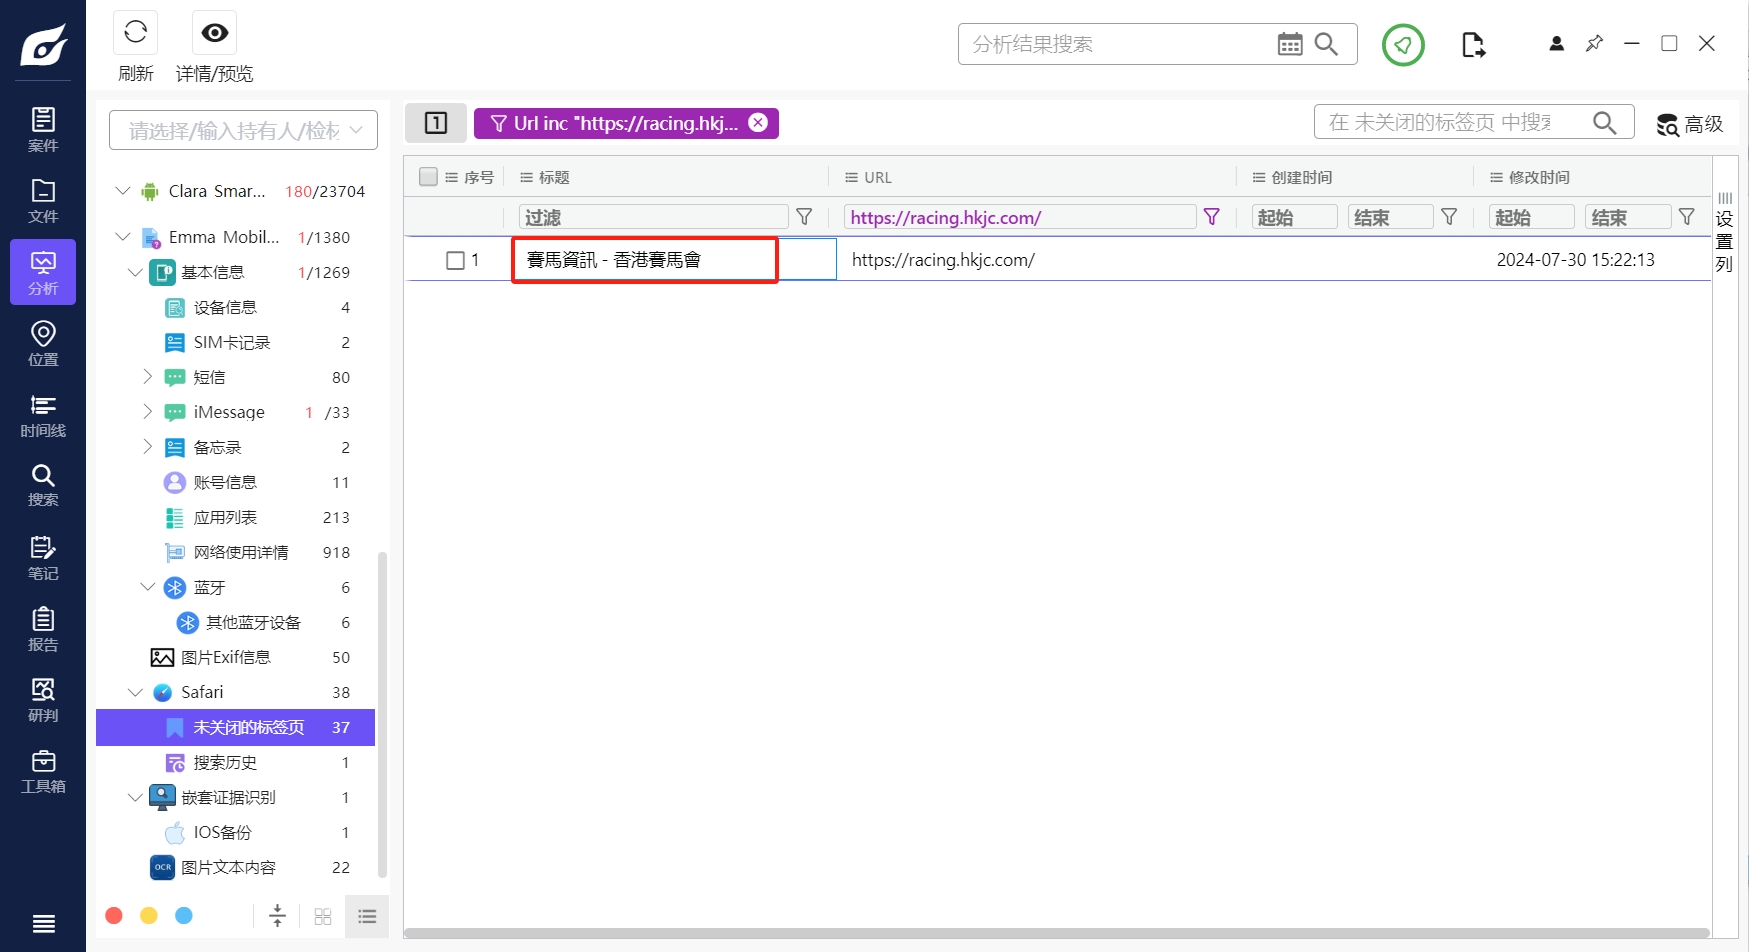 刷新
详情/预览
分析结果搜索
案件
文件
分析
位置
时间线
搜索
笔记
报告
研判
工具箱
请选择/输入持有人/检材
Clara Smar... 180/23704
Emma Mobil... 1/1380
基本信息 1/1269
设备信息 4
SIM卡记录 2
短信 80
iMessage 1 /33
备忘录 2
账号信息 11
应用列表 213
网络使用详情 918
蓝牙 6
其他蓝牙设备 6
图片Exif信息 50
Safari 38
未关闭的标签页 37
搜索历史 1
嵌套证据识别 1
IOS备份 1
OCR 图片文本内容 22
1
Url inc "https://racing.hkj...
在 未关闭的标签页 中搜索
高级
序号 标题 URL 创建时间 修改时间
过滤 https://racing.hkjc.com/ 起始 结束 起始 结束
1 賽馬資訊 - 香港賽馬會 https://racing.hkjc.com/ 2024-07-30 15:22:13
设置列